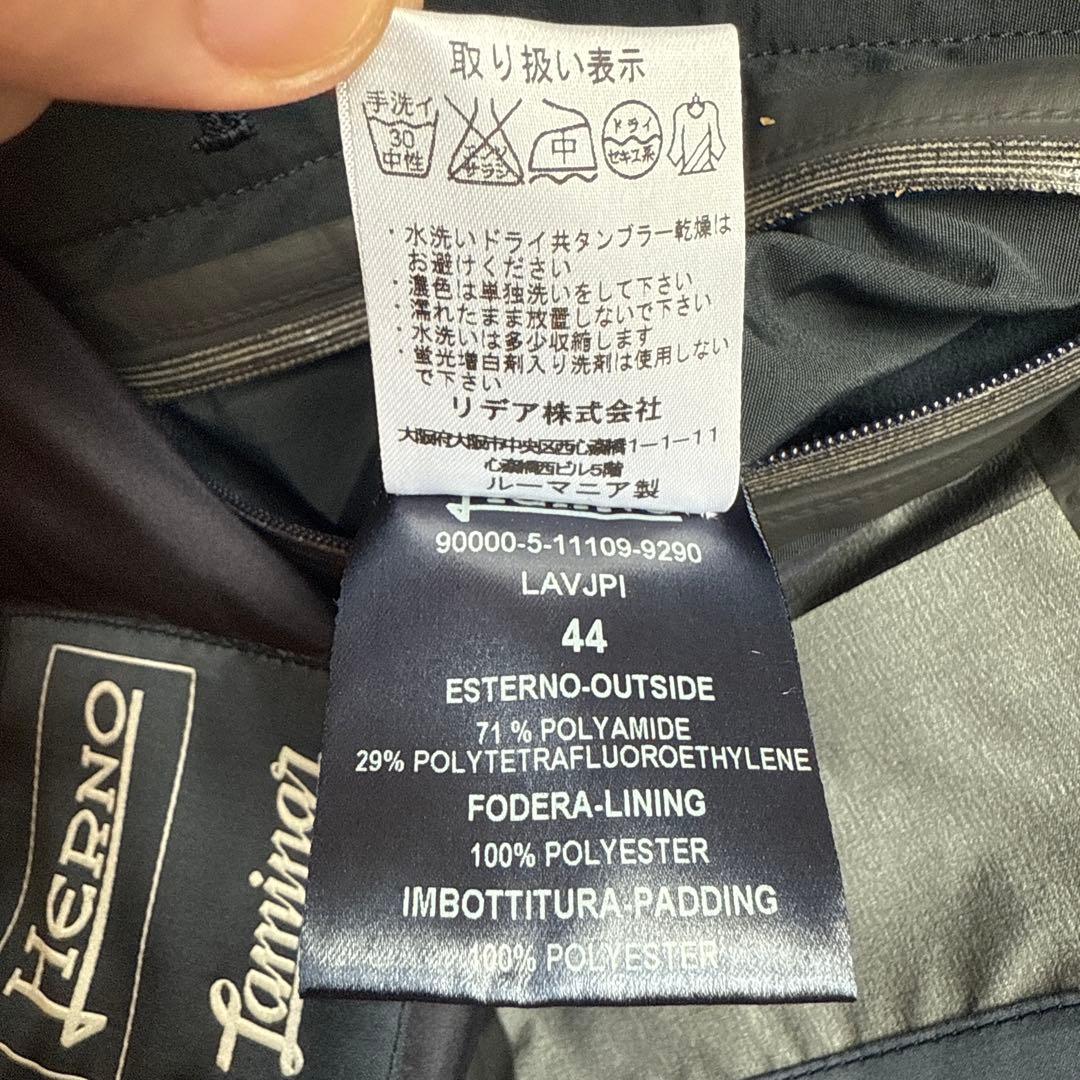 取り扱い表示
手洗イ
30
中性
エンソ
サラシ
中
ドライ
セキユ系
・水洗いドライ共タンブラー乾燥は
お避けください
・濃色は単独洗いをして下さい
・濡れたまま放置しないで下さい
・水洗いは多少収縮します
・蛍光増白剤入り洗剤は使用しない
で下さい
リデア株式会社
大阪府大阪市中央区西心斎橋1-1-11
心斎橋西ビル5階
ルーマニア製
90000-5-11109-9290
LAVJPI
44
ESTERNO-OUTSIDE
71 % POLYAMIDE
29% POLYTETRAFLUOROETHYLENE
FODERA-LINING
100% POLYESTER
IMBOTTITURA-PADDING
100% POLYESTER
HERNO
Laminar